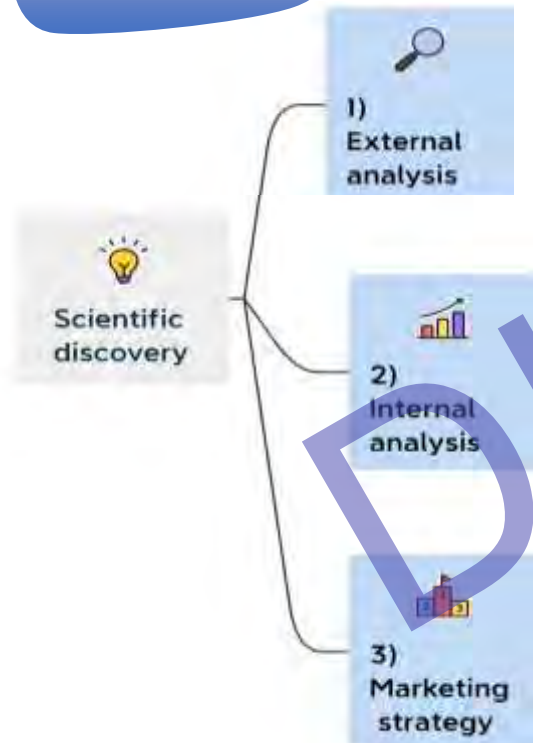 1)
External
analysis
Scientific
discovery
2)
Internal
analysis
3)
Marketing
strategy